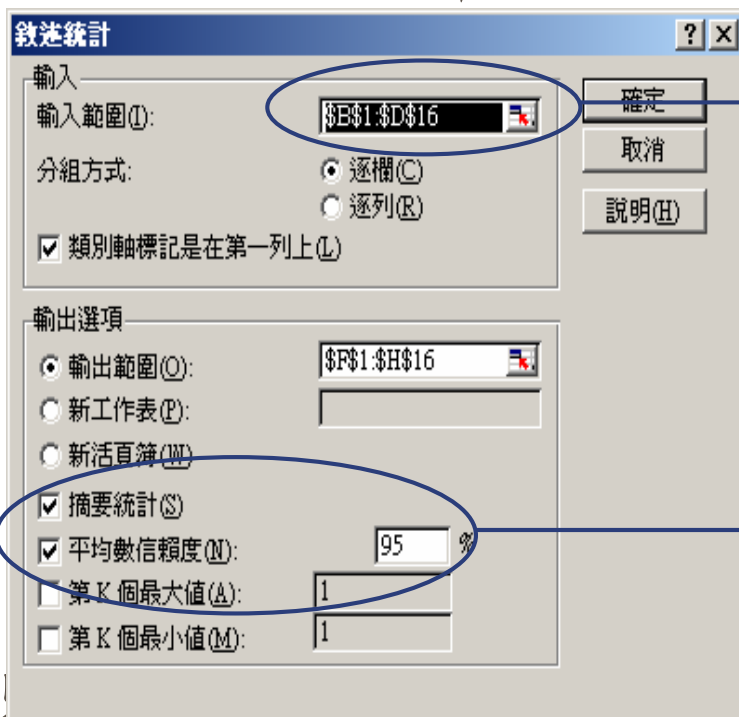 敘述統計
輸入
輸入範圍(I): $B$1:$D$16 確定
分組方式: 逐欄(C) 取消
逐列(R) 說明(H)
類別軸標記是在第一列上(L)
輸出選項
輸出範圍(O): $F$1:$H$16
新工作表(P):
新活頁簿(W)
摘要統計(S)
平均數信賴度(N): 95 %
第 K 個最大值(A): 1
第 K 個最小值(M): 1